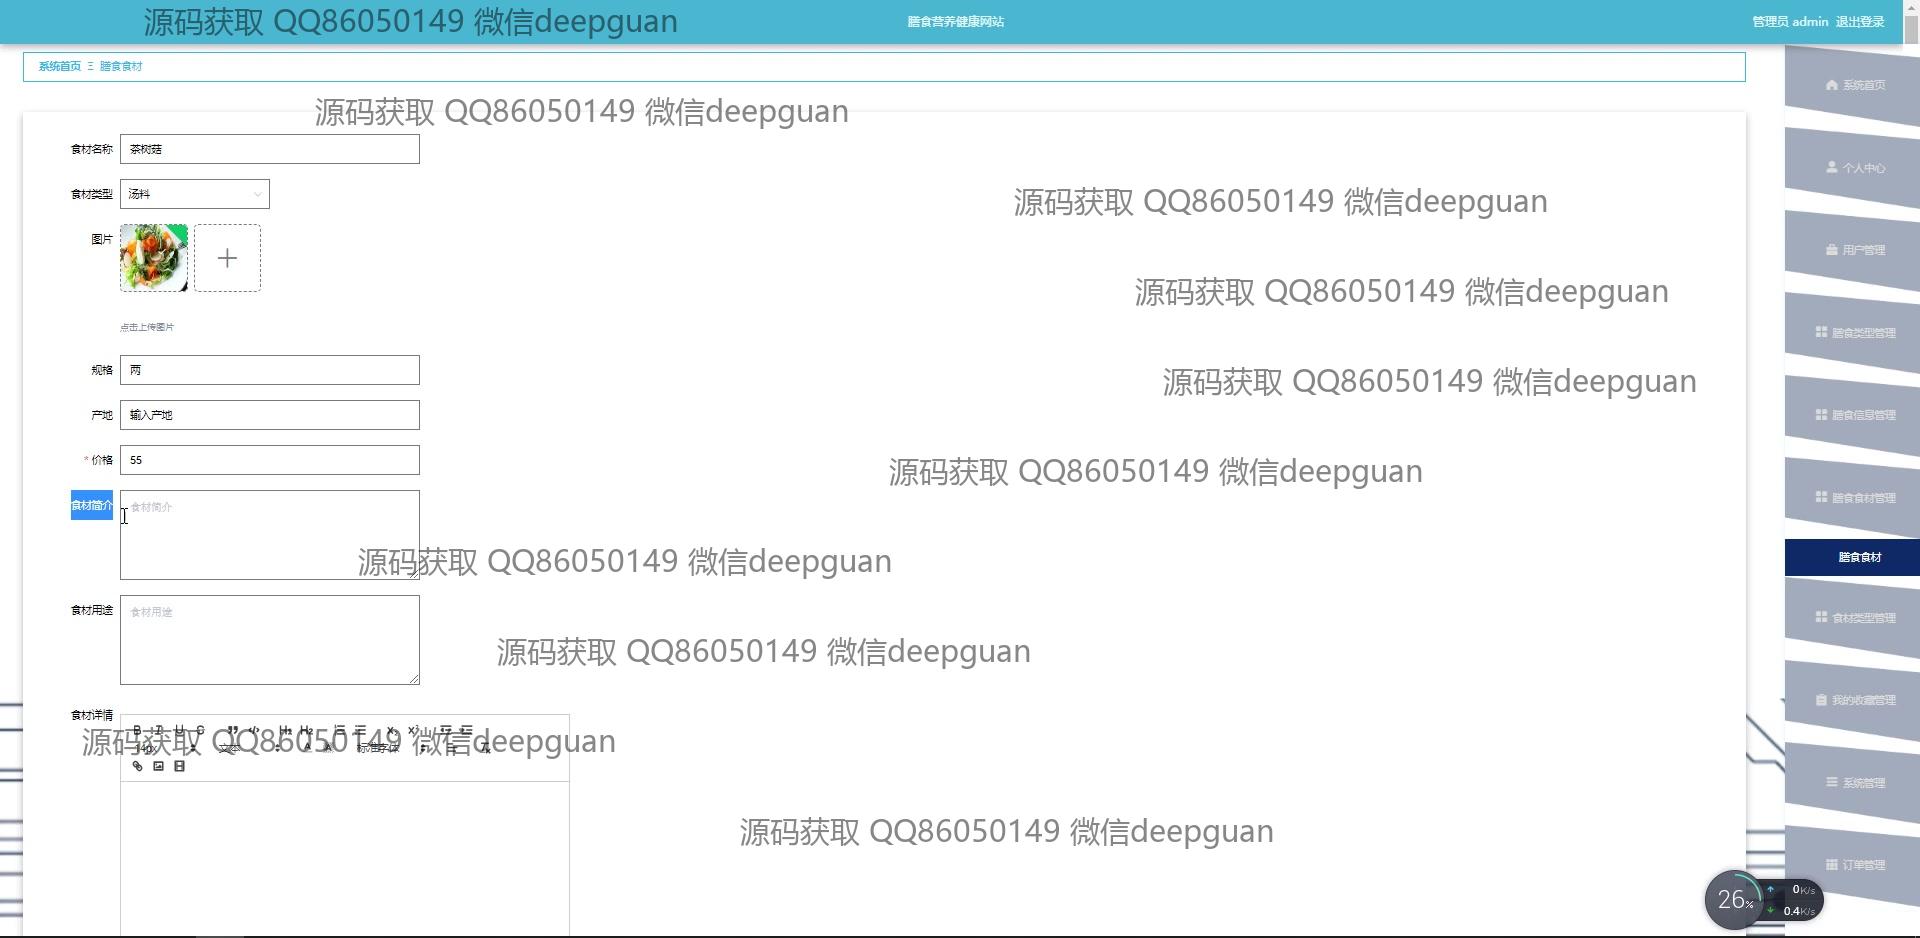 源码获取 QQ86050149 微信deepguan
膳食营养健康网站
管理员 admin 退出登录
系统首页 Ξ 膳食食材
源码获取 QQ86050149 微信deepguan
食材名称 茶树菇
食材类型 汤料
源码获取 QQ86050149 微信deepguan
图片
源码获取 QQ86050149 微信deepguan
点击上传图片
规格 两
源码获取 QQ86050149 微信deepguan
产地 输入产地
* 价格 55
源码获取 QQ86050149 微信deepguan
食材简介 食材简介
源码获取 QQ86050149 微信deepguan
食材用途 食材用途
源码获取 QQ86050149 微信deepguan
食材详情
B I U S H₁ H₂ X₂ X²
14px 文本 A A 标准字体
源码获取 QQ86050149 微信deepguan
源码获取 QQ86050149 微信deepguan
系统首页
个人中心
用户管理
膳食类型管理
膳食信息管理
膳食食材管理
膳食食材
食材类型管理
我的收藏管理
系统管理
订单管理
26%
0K/s
0.4K/s